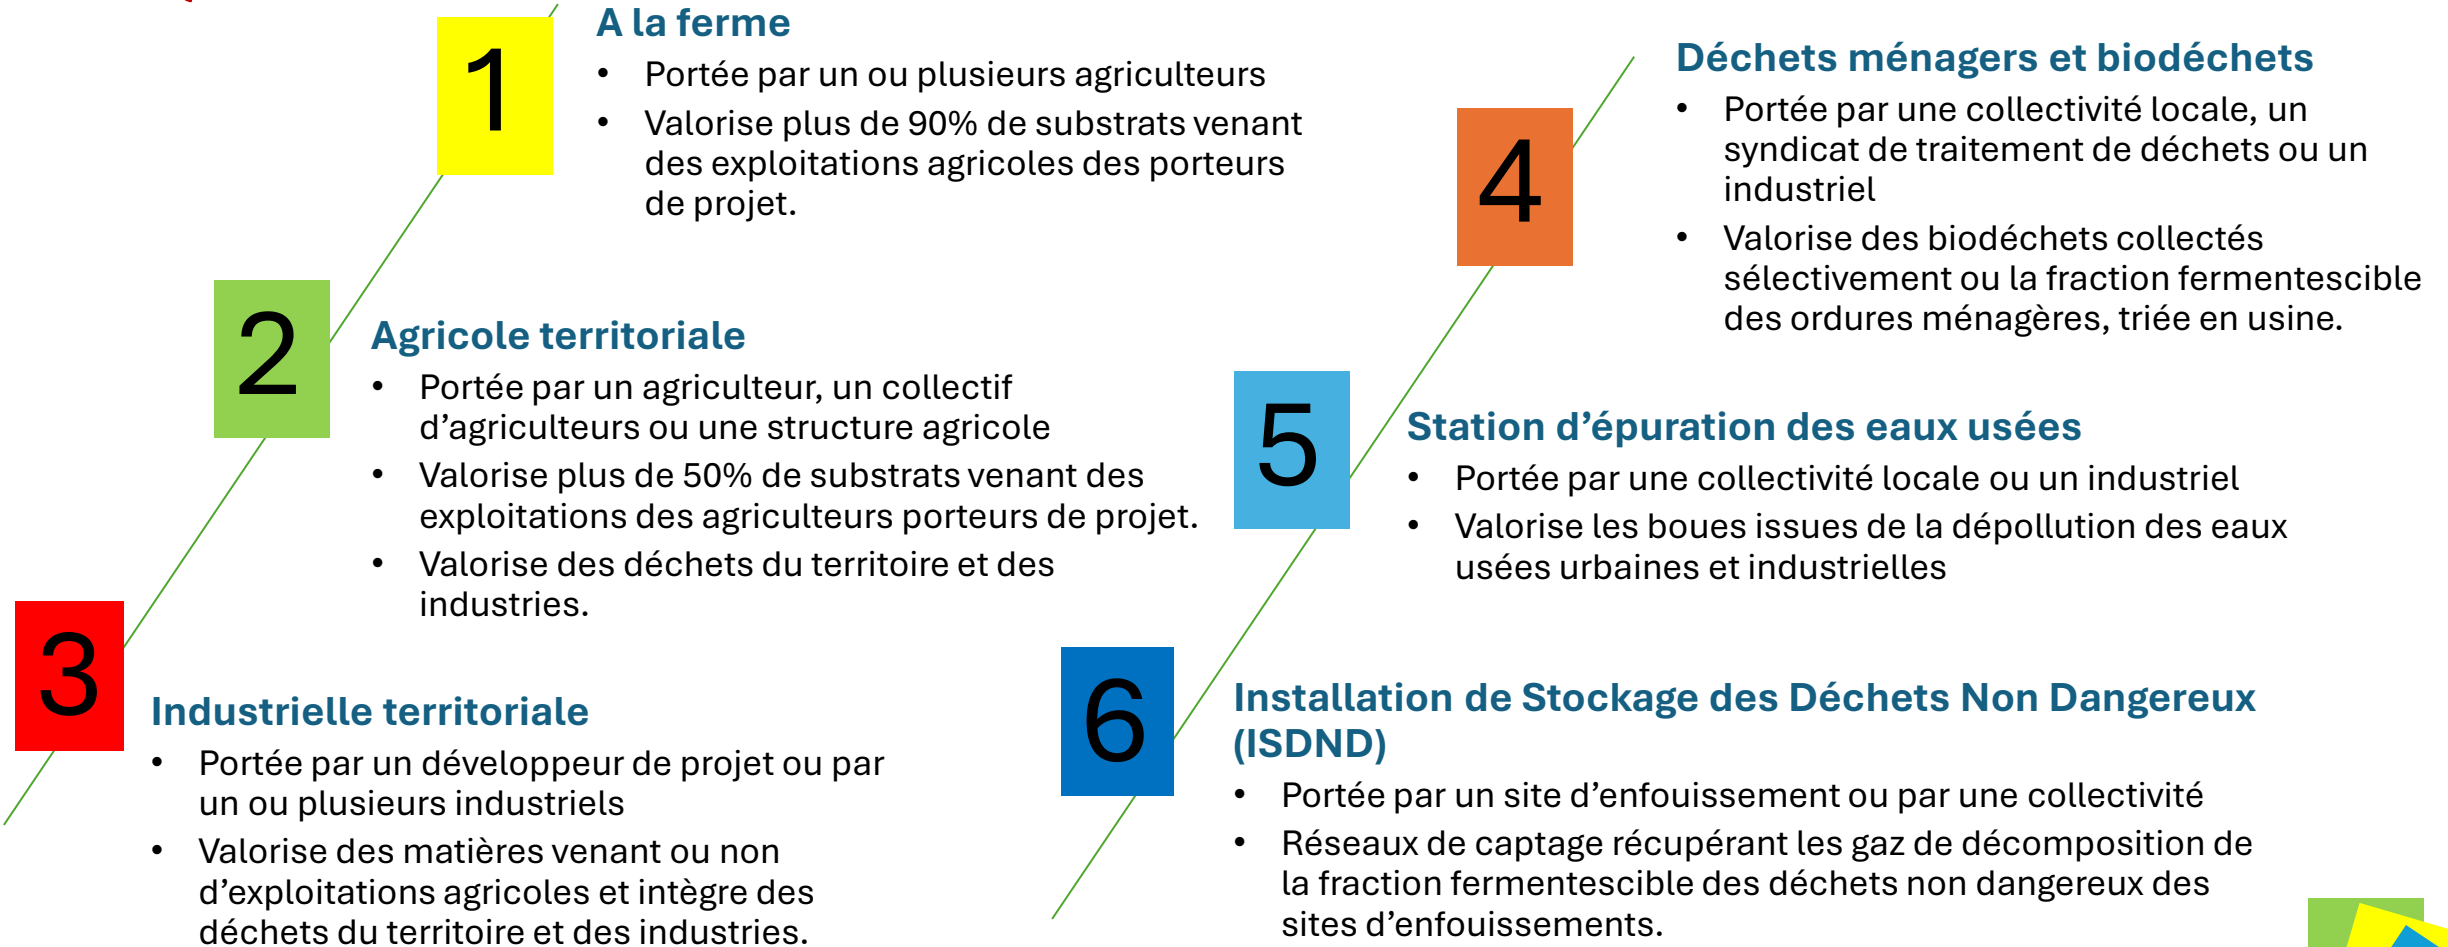 1
A la ferme
• Portée par un ou plusieurs agriculteurs
• Valorise plus de 90% de substrats venant
des exploitations agricoles des porteurs
de projet.
2
Agricole territoriale
• Portée par un agriculteur, un collectif
d’agriculteurs ou une structure agricole
• Valorise plus de 50% de substrats venant des
exploitations des agriculteurs porteurs de projet.
• Valorise des déchets du territoire et des
industries.
3
Industrielle territoriale
• Portée par un développeur de projet ou par
un ou plusieurs industriels
• Valorise des matières venant ou non
d’exploitations agricoles et intègre des
déchets du territoire et des industries.
4
Déchets ménagers et biodéchets
• Portée par une collectivité locale, un
syndicat de traitement de déchets ou un
industriel
• Valorise des biodéchets collectés
sélectivement ou la fraction fermentescible
des ordures ménagères, triée en usine.
5
Station d’épuration des eaux usées
• Portée par une collectivité locale ou un industriel
• Valorise les boues issues de la dépollution des eaux
usées urbaines et industrielles
6
Installation de Stockage des Déchets Non Dangereux
(ISDND)
• Portée par un site d’enfouissement ou par une collectivité
• Réseaux de captage récupérant les gaz de décomposition de
la fraction fermentescible des déchets non dangereux des
sites d’enfouissements.